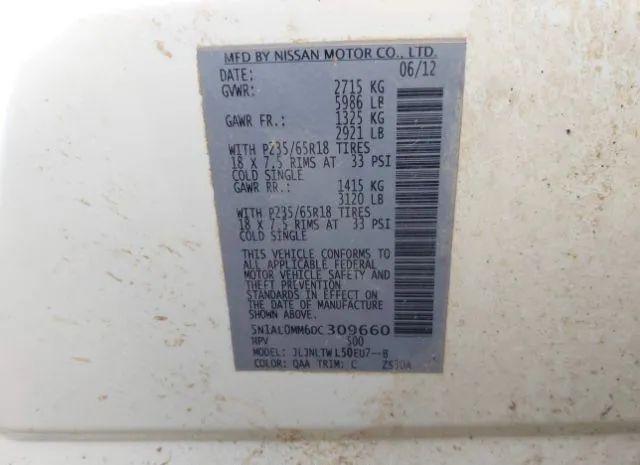 MFD BY NISSAN MOTOR CO., LTD.
DATE: 06/12
GVWR: 2715 KG
5986 LB
GAWR FR.: 1325 KG
2921 LB
WITH P235/65R18 TIRES
18 X 7.5 RIMS AT 33 PSI
COLD SINGLE
GAWR RR.: 1415 KG
3120 LB
WITH P235/65R18 TIRES
18 X 7.5 RIMS AT 33 PSI
COLD SINGLE
THIS VEHICLE CONFORMS TO
ALL APPLICABLE FEDERAL
MOTOR VEHICLE SAFETY AND
THEFT PREVENTION
STANDARDS IN EFFECT ON
THE DATE OF MANUFACTURE
SHOWN ABOVE.
5N1AL0MM6DC309660
MPV 500
MODEL: JLJNLTWL50EU7--B
COLOR: QAA TRIM: C